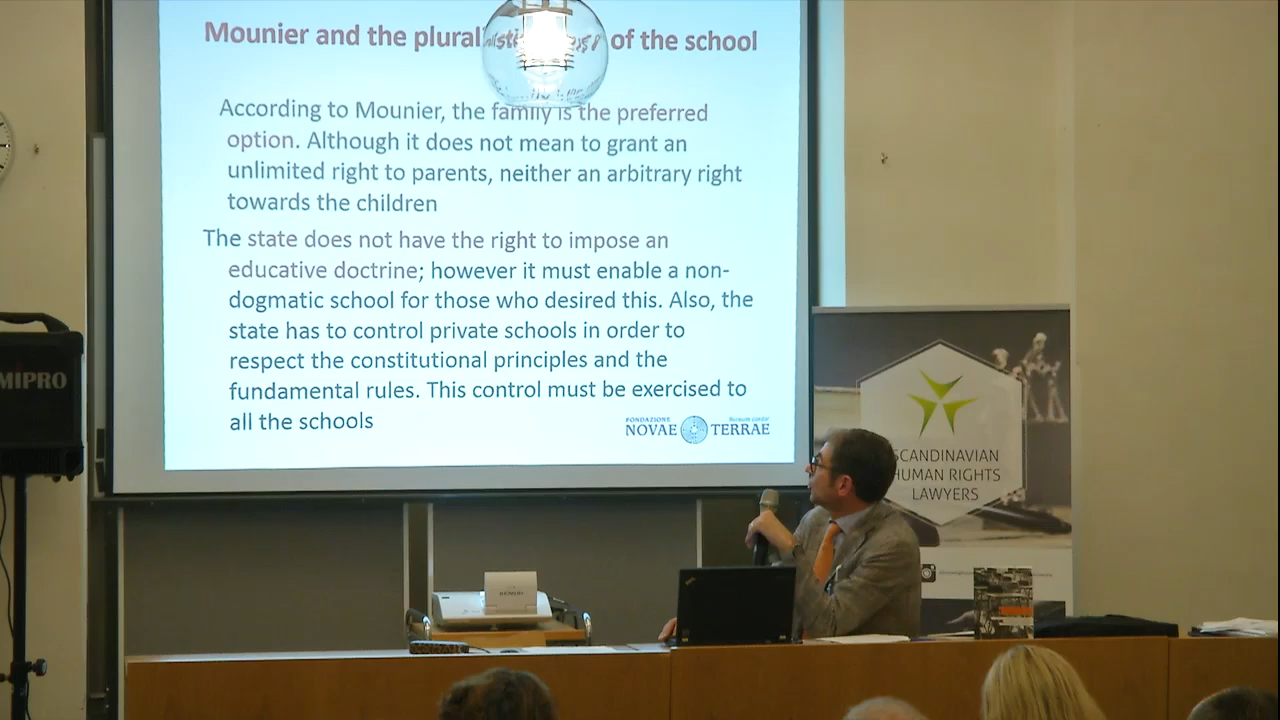 Mounier and the plural of the school
According to Mounier, the family is the preferred
option. Although it does not mean to grant an
unlimited right to parents, neither an arbitrary right
towards the children
The state does not have the right to impose an
educative doctrine; however it must enable a non-
dogmatic school for those who desired this. Also, the
state has to control private schools in order to
respect the constitutional principles and the
fundamental rules. This control must be exercised to
all the schools
FONDAZIONE
NOVAE TERRAE
MIPRO
SCANDINAVIAN
HUMAN RIGHTS
LAWYERS